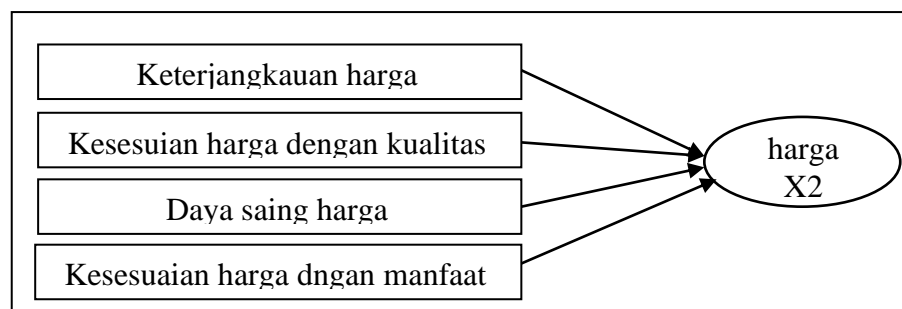 Keterjangkauan harga
Kesesuian harga dengan kualitas
Daya saing harga
Kesesuaian harga dngan manfaat
harga
X2